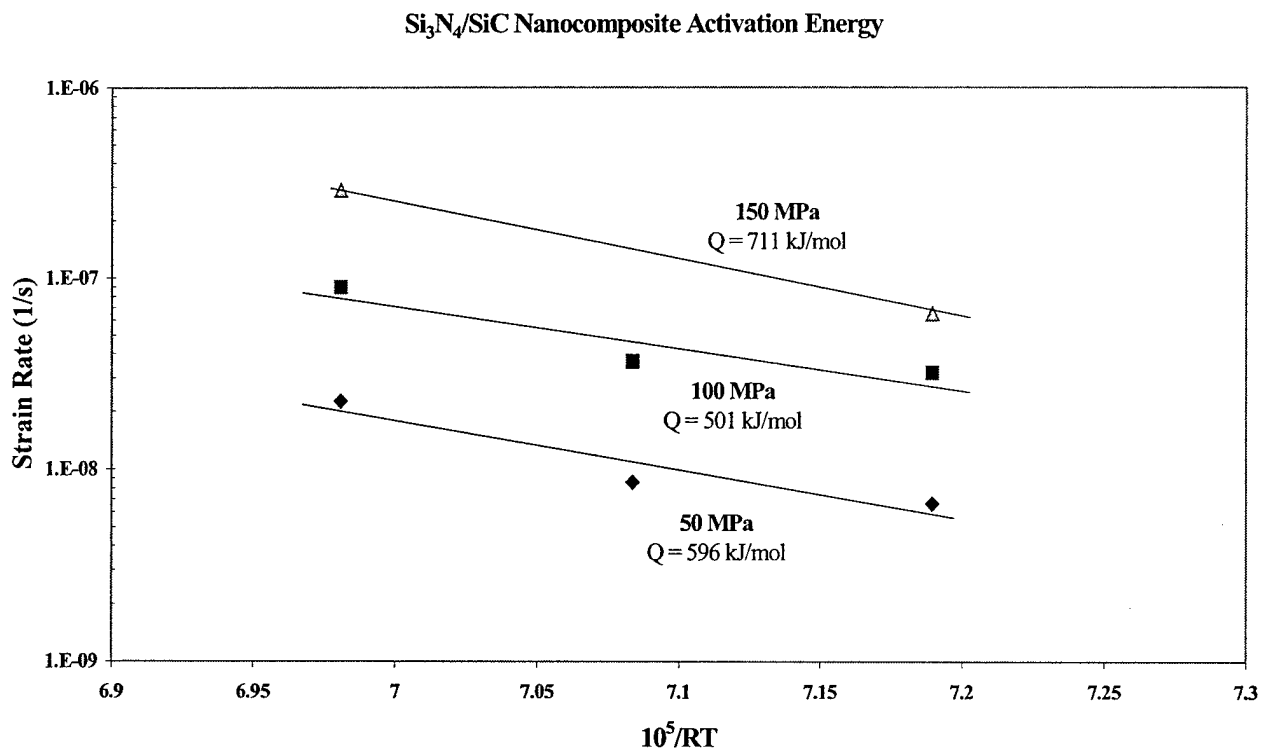 Si₃N₄/SiC Nanocomposite Activation Energy
1.E-06
1.E-07
1.E-08
1.E-09
Strain Rate (1/s)
150 MPa
Q = 711 kJ/mol
100 MPa
Q = 501 kJ/mol
50 MPa
Q = 596 kJ/mol
6.9 6.95 7 7.05 7.1 7.15 7.2 7.25 7.3
10⁵/RT